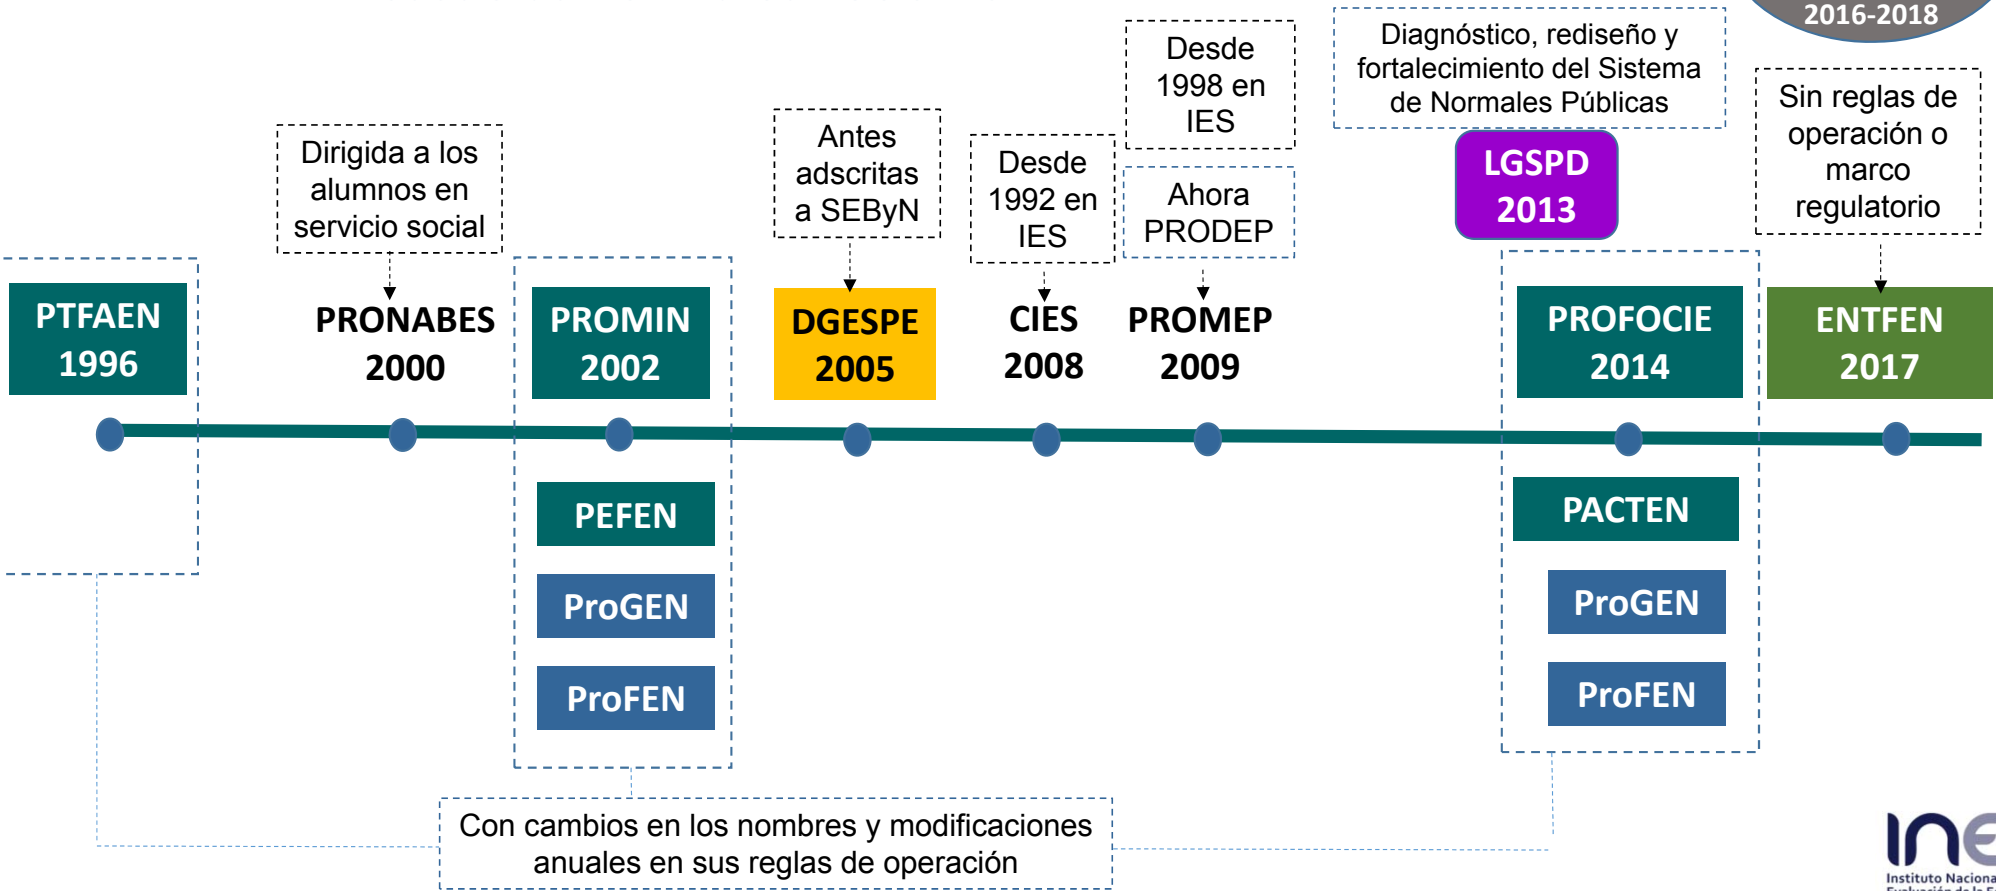 2016-2018
Desde
1998 en
IES
Diagnóstico, rediseño y
fortalecimiento del Sistema
de Normales Públicas
Sin reglas de
operación o
marco
regulatorio
Dirigida a los
alumnos en
servicio social
Antes
adscritas
a SEByN
Desde
1992 en
IES
Ahora
PRODEP
LGSPD
2013
PTFAEN
1996
PRONABES
2000
PROMIN
2002
DGESPE
2005
CIES
2008
PROMEP
2009
PROFOCIE
2014
ENTFEN
2017
PEFEN
ProGEN
ProFEN
PACTEN
ProGEN
ProFEN
Con cambios en los nombres y modificaciones
anuales en sus reglas de operación
Instituto Naciona